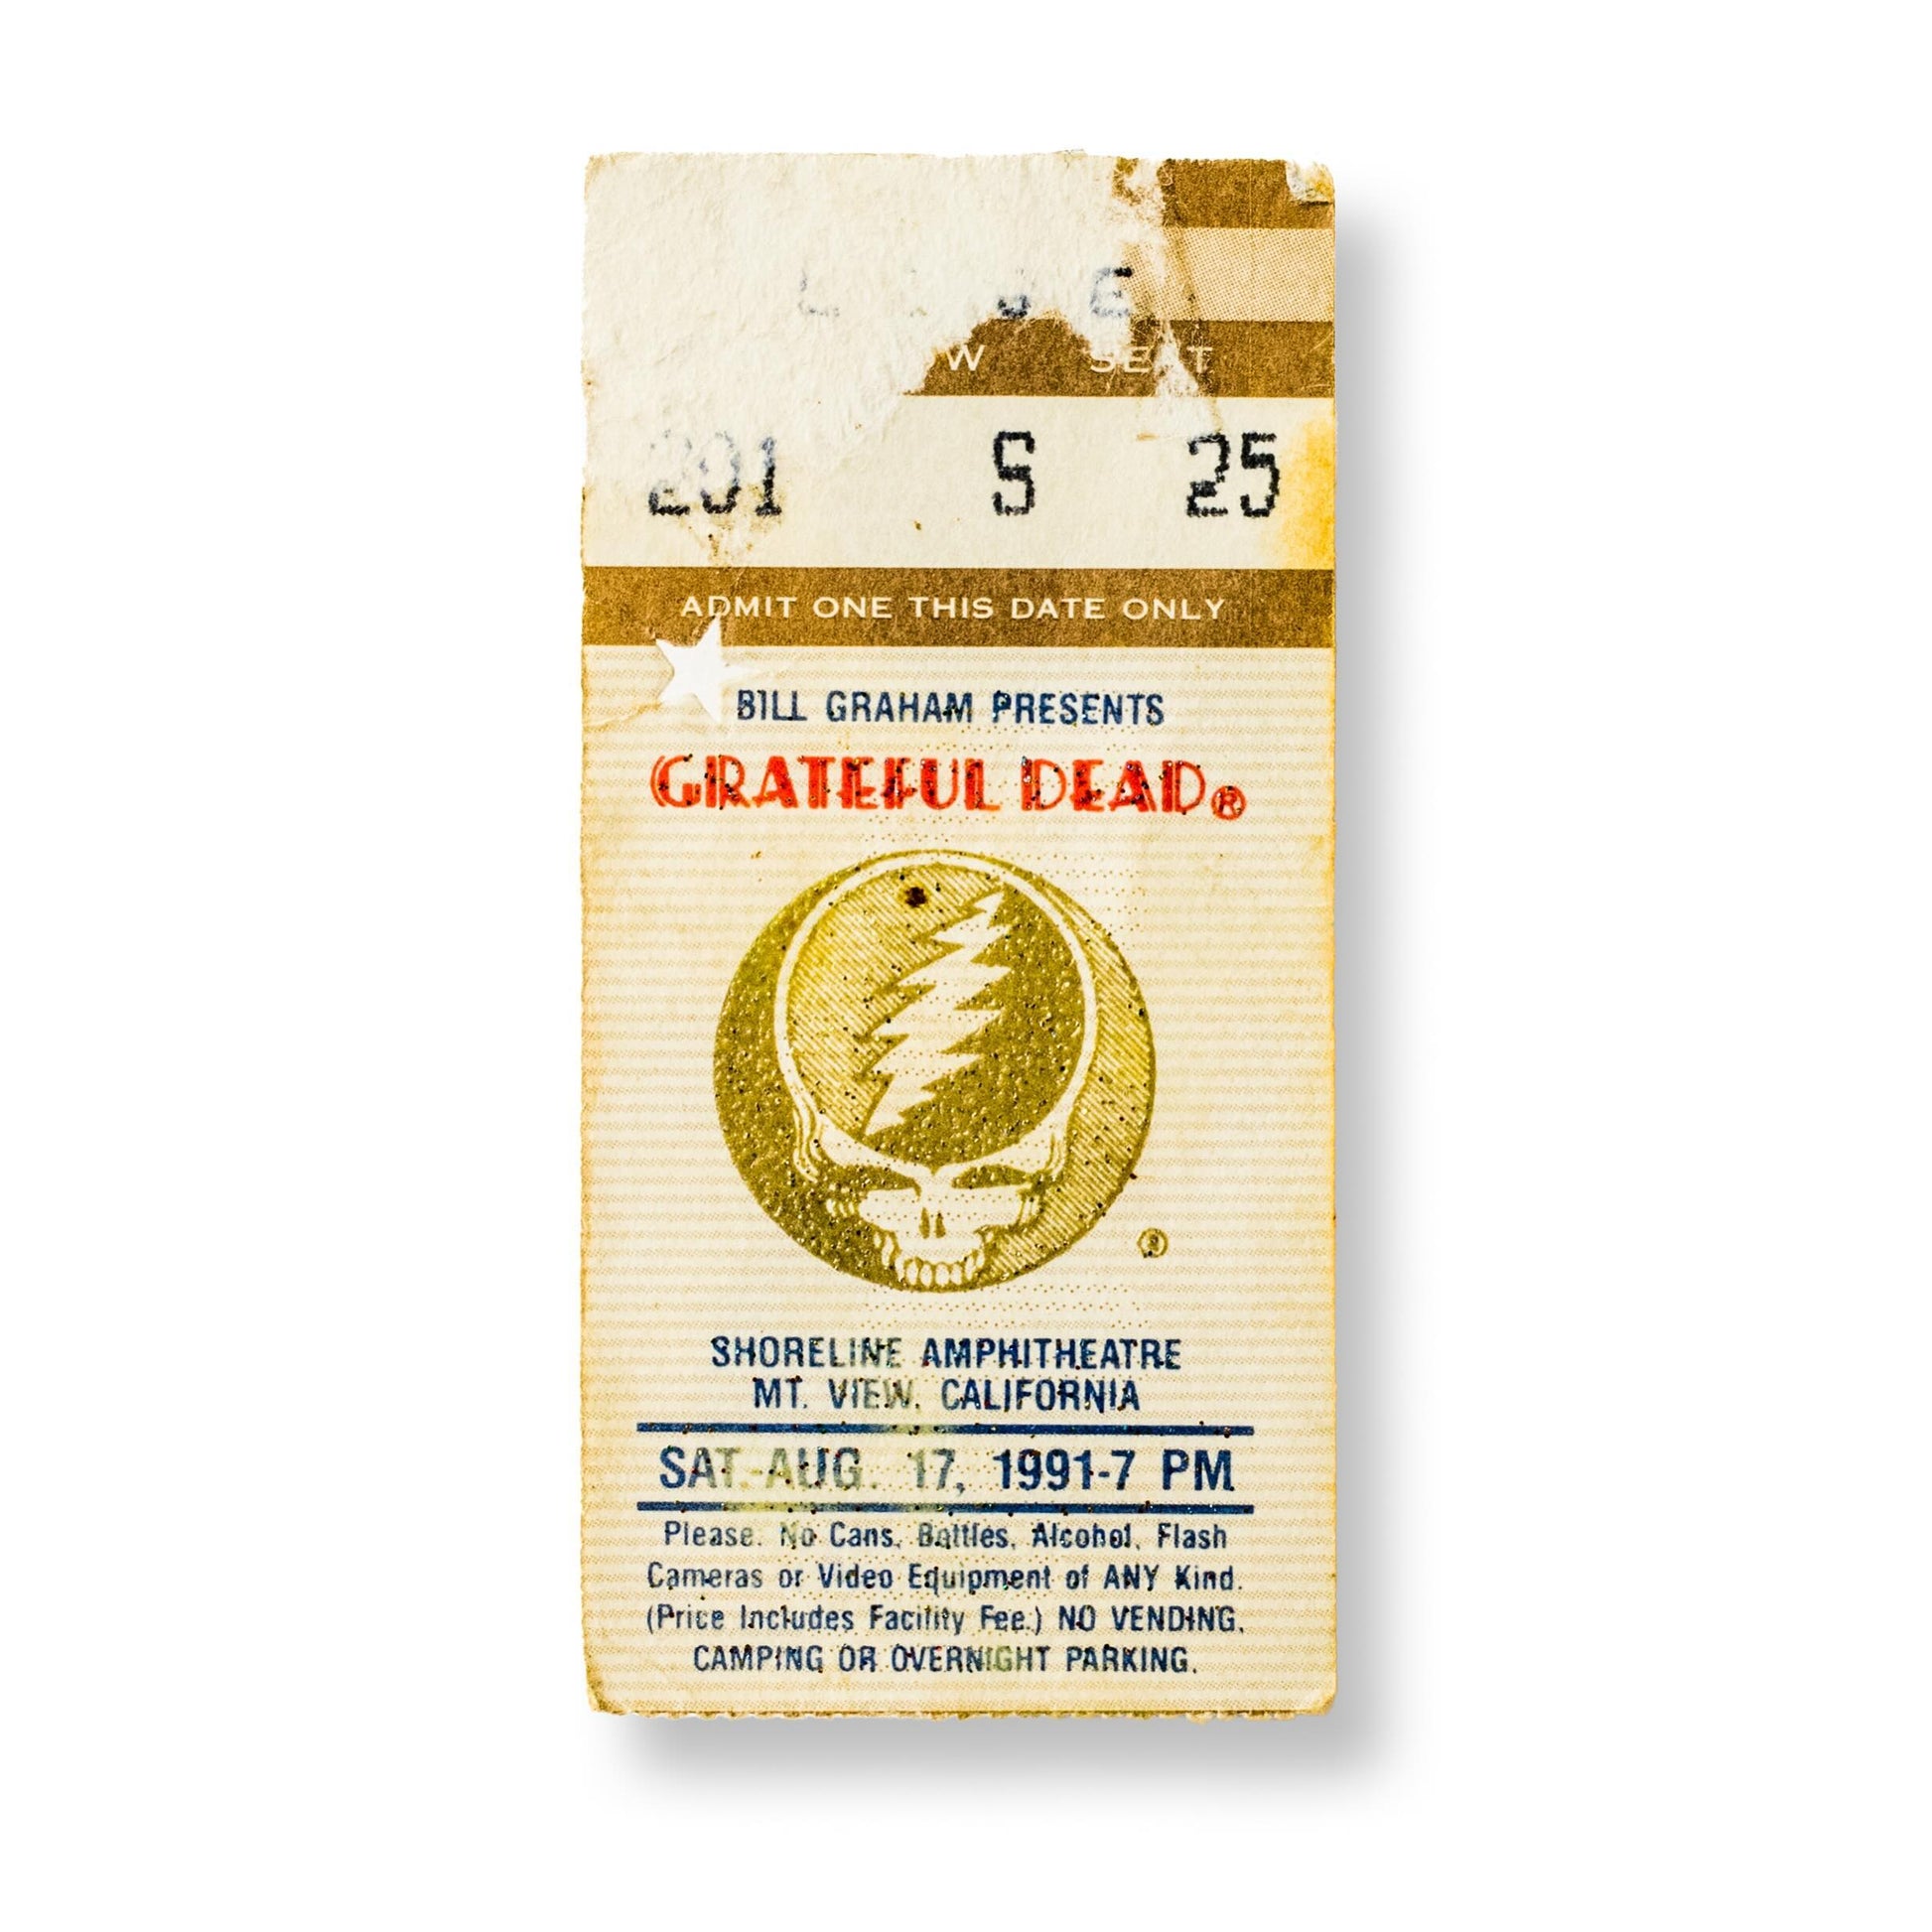 SEAT
201 S 25
ADMIT ONE THIS DATE ONLY
BILL GRAHAM PRESENTS
GRATEFUL DEAD®
®
SHORELINE AMPHITHEATRE
MT. VIEW, CALIFORNIA
SAT.-AUG. 17, 1991-7 PM
Please: No Cans, Bottles, Alcohol, Flash
Cameras or Video Equipment of ANY Kind.
(Price Includes Facility Fee.) NO VENDING,
CAMPING OR OVERNIGHT PARKING.